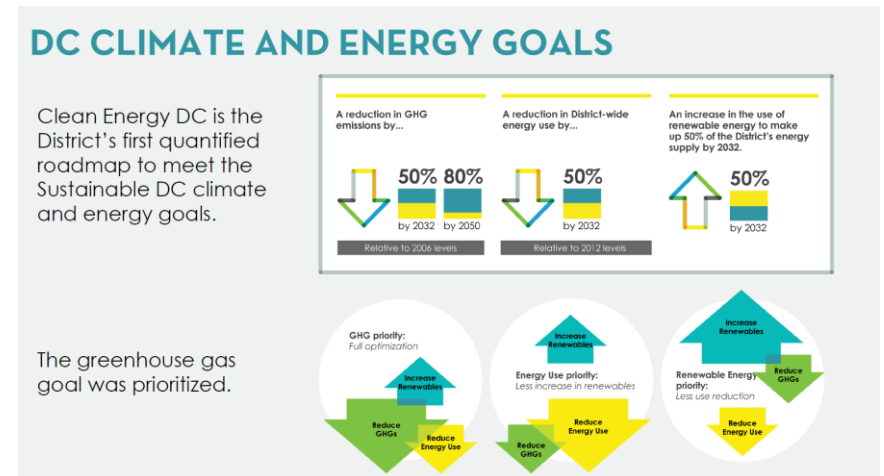 DC CLIMATE AND ENERGY GOALS
Clean Energy DC is the
District's first quantified
roadmap to meet the
Sustainable DC climate
and energy goals.
A reduction in GHG
emissions by...
50% 80%
by 2032 by 2050
Relative to 2006 levels
A reduction in District-wide
energy use by...
50%
by 2032
Relative to 2012 levels
An increase in the use of
renewable energy to make
up 50% of the District's energy
supply by 2032.
50%
by 2032
The greenhouse gas
goal was prioritized.
GHG priority:
Full optimization
Increase
Renewables
Reduce
GHGs
Reduce
Energy Use
Increase
Renewables
Energy Use priority:
Less increase in renewables
Reduce
Energy Use
Reduce
GHGs
Increase
Renewables
Renewable Energy
priority:
Less use reduction
Reduce
GHGs
Reduce
Energy Use